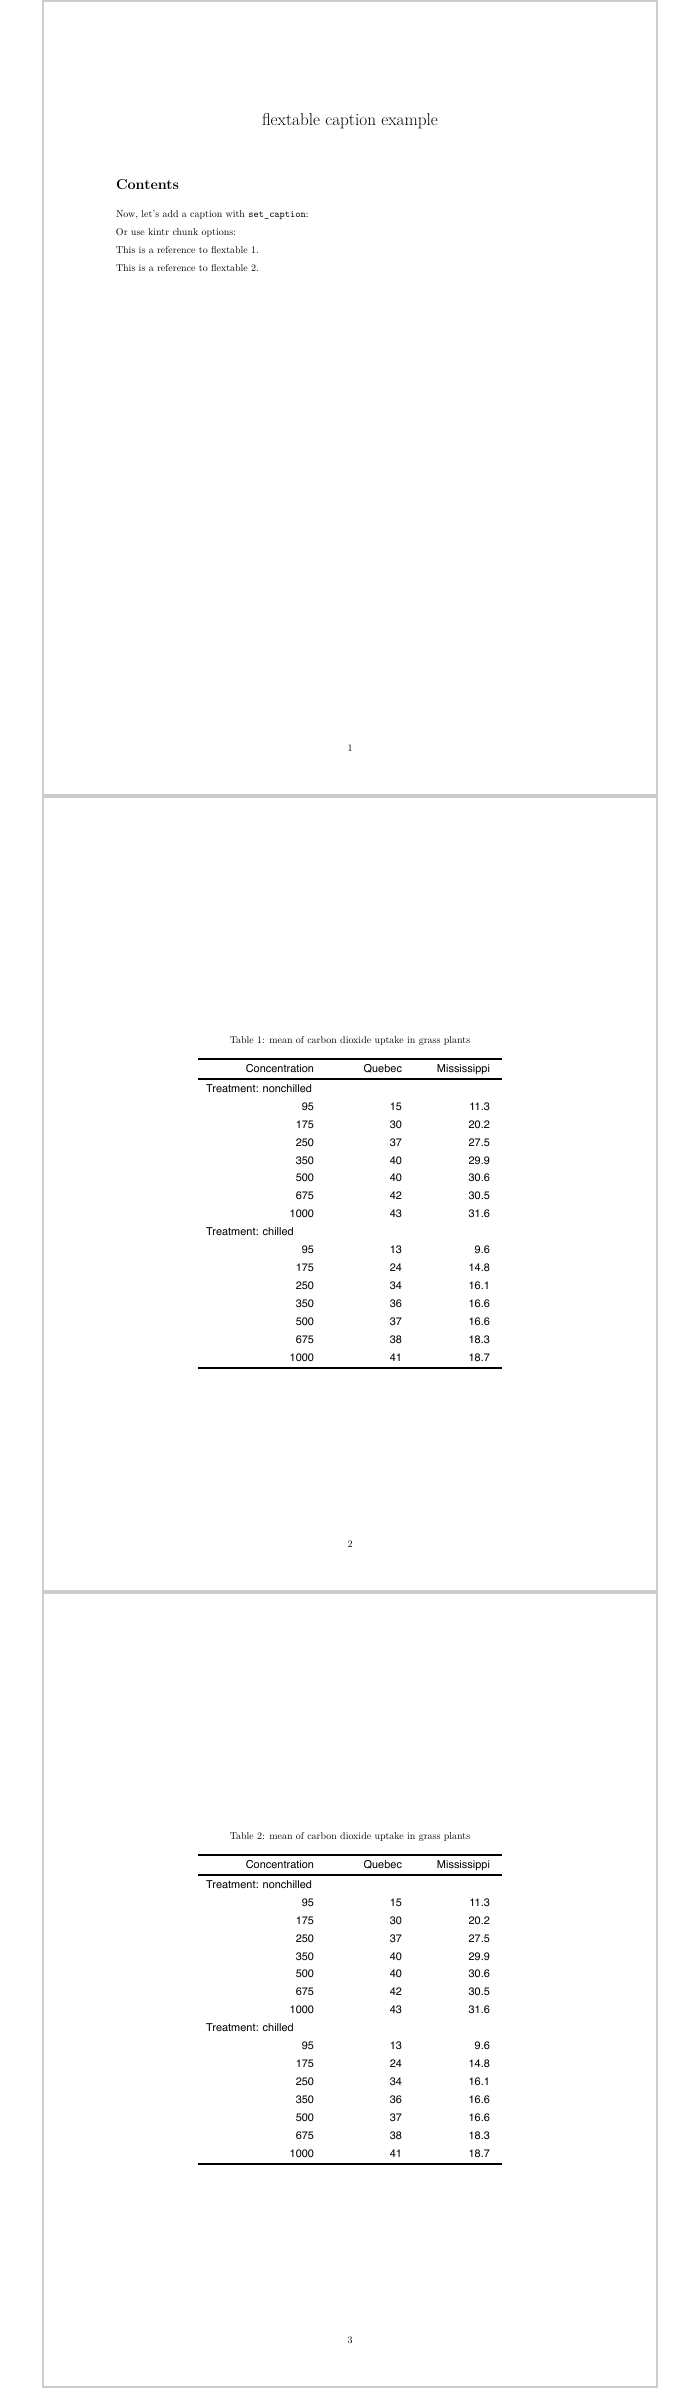 flextable caption example
Contents
Now, let's add a caption with set_caption:
Or use kintr chunk options:
This is a reference to flextable 1.
This is a reference to flextable 2.
1
Table 1: mean of carbon dioxide uptake in grass plants
Concentration Quebec Mississippi
Treatment: nonchilled
95 15 11.3
175 30 20.2
250 37 27.5
350 40 29.9
500 40 30.6
675 42 30.5
1000 43 31.6
Treatment: chilled
95 13 9.6
175 24 14.8
250 34 16.1
350 36 16.6
500 37 16.6
675 38 18.3
1000 41 18.7
2
Table 2: mean of carbon dioxide uptake in grass plants
Concentration Quebec Mississippi
Treatment: nonchilled
95 15 11.3
175 30 20.2
250 37 27.5
350 40 29.9
500 40 30.6
675 42 30.5
1000 43 31.6
Treatment: chilled
95 13 9.6
175 24 14.8
250 34 16.1
350 36 16.6
500 37 16.6
675 38 18.3
1000 41 18.7
3